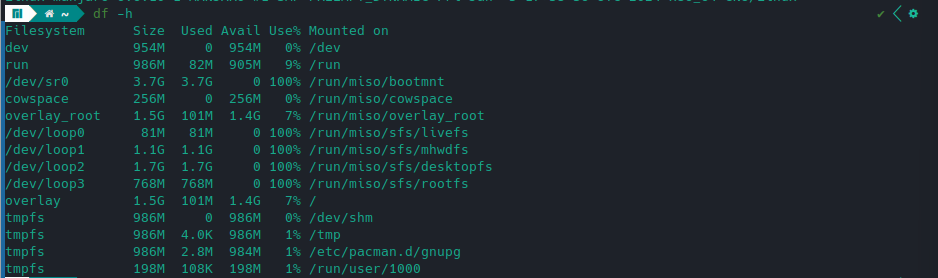 ~ df -h
Filesystem      Size  Used Avail Use% Mounted on
dev             954M     0  954M   0% /dev
run             986M   82M  905M   9% /run
/dev/sr0        3.7G  3.7G     0 100% /run/miso/bootmnt
cowspace        256M     0  256M   0% /run/miso/cowspace
overlay_root    1.5G  101M  1.4G   7% /run/miso/overlay_root
/dev/loop0       81M   81M     0 100% /run/miso/sfs/livefs
/dev/loop1      1.1G  1.1G     0 100% /run/miso/sfs/mhwdfs
/dev/loop2      1.7G  1.7G     0 100% /run/miso/sfs/desktopfs
/dev/loop3      768M  768M     0 100% /run/miso/sfs/rootfs
overlay         1.5G  101M  1.4G   7% /
tmpfs           986M     0  986M   0% /dev/shm
tmpfs           986M  4.0K  986M   1% /tmp
tmpfs           986M  2.8M  984M   1% /etc/pacman.d/gnupg
tmpfs           198M  108K  198M   1% /run/user/1000